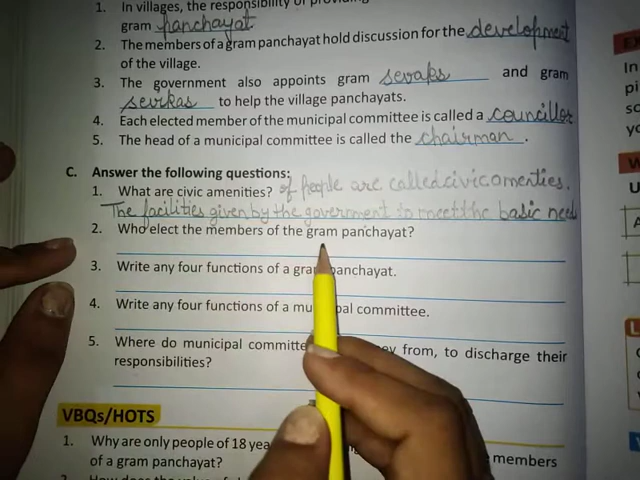 1. In villages, the responsibility of providing
gram panchayat.
2. The members of a gram panchayat hold discussion for the development
of the village.
3. The government also appoints gram sevaks and gram
sevikas to help the village panchayats.
4. Each elected member of the municipal committee is called a councillor
5. The head of a municipal committee is called the chairman.
C. Answer the following questions:
1. What are civic amenities? of people are called civic amenties.
The facilities given by the government to meet the basic need
2. Who elect the members of the gram panchayat?
3. Write any four functions of a gram panchayat.
4. Write any four functions of a mu pal committee.
5. Where do municipal committe ey from, to discharge their
responsibilities?
VBQs/HOTS
1. Why are only people of 18 yea members
of a gram panchayat?
2. How does the value of